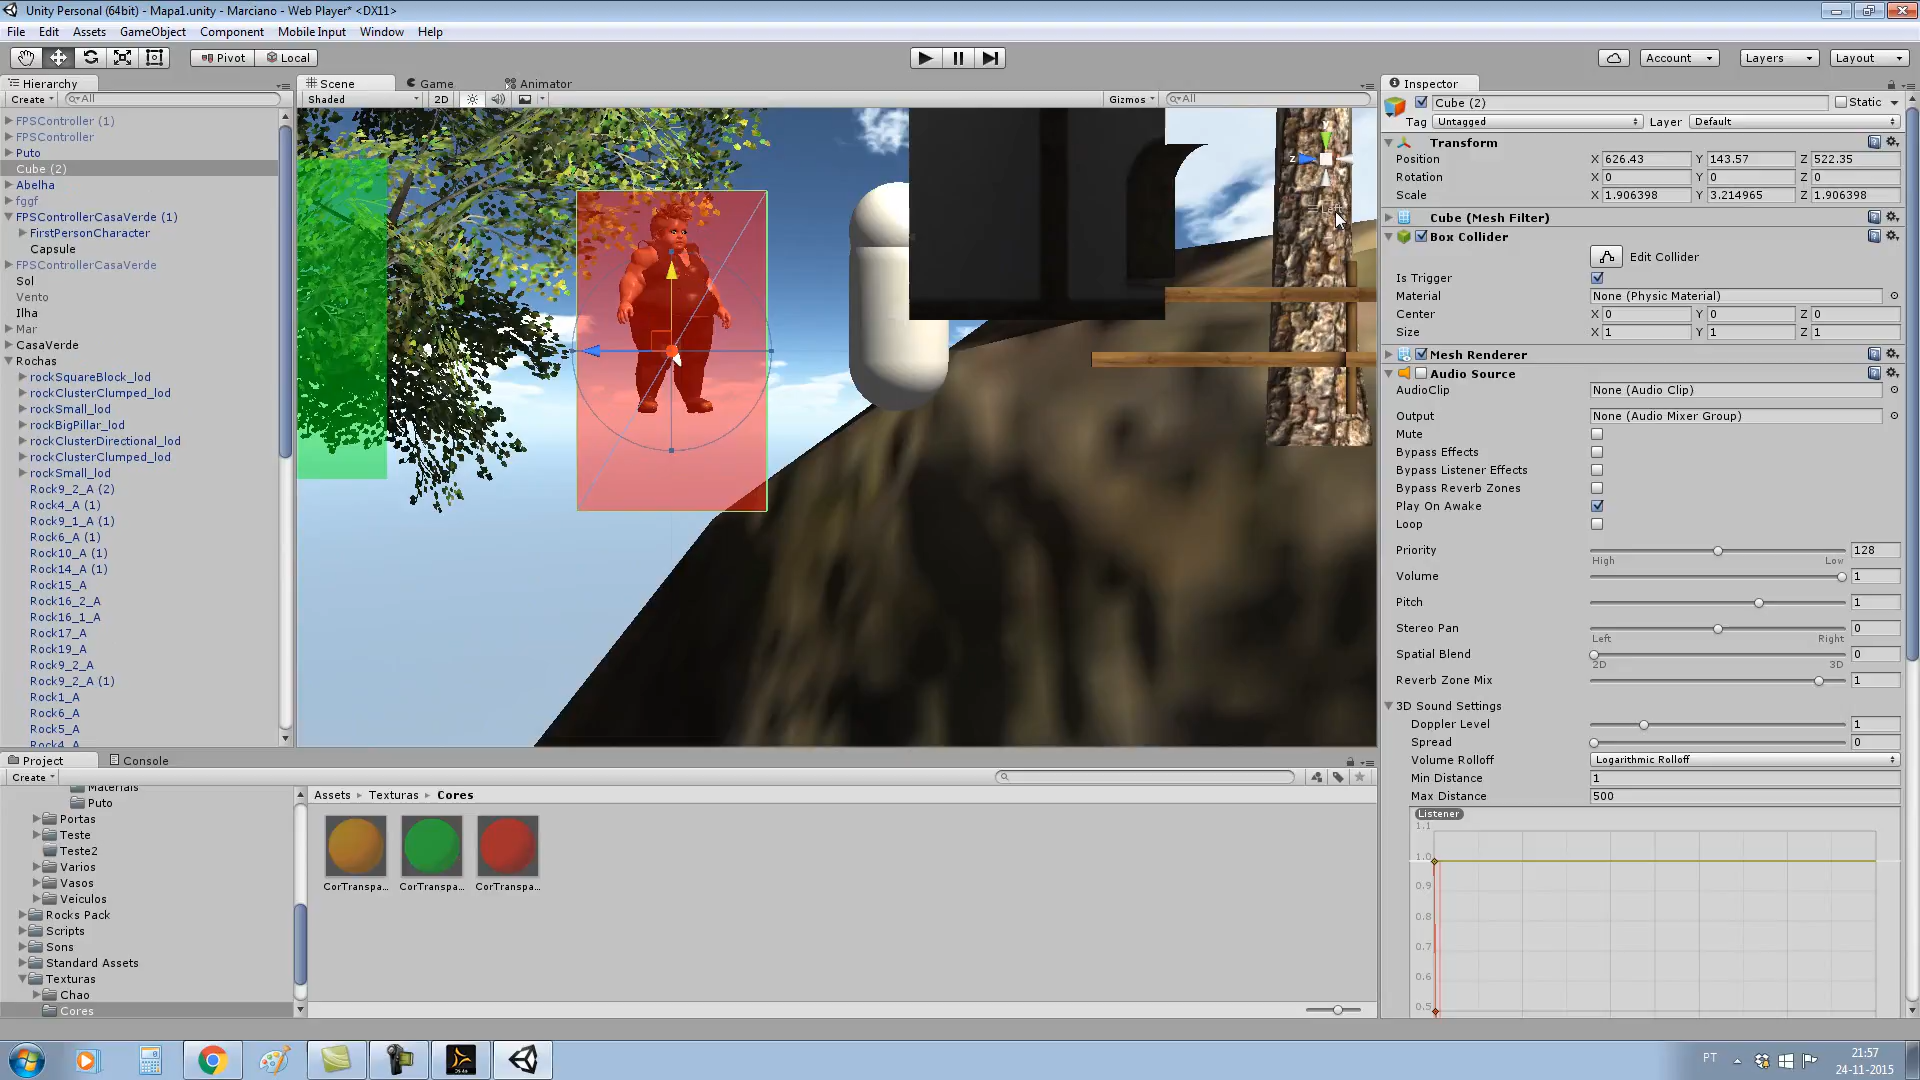 Unity Personal (64bit) - Mapa1.unity - Marciano - Web Player* <DX11>
File Edit Assets GameObject Component Mobile Input Window Help
Pivot Local Account Layers Layout
Hierarchy
Create All
FPSController (1)
FPSController
Puto
Cube (2)
Abelha
fggf
FPSControllerCasaVerde (1)
FirstPersonCharacter
Capsule
FPSControllerCasaVerde
Sol
Vento
Ilha
Mar
CasaVerde
Rochas
rockSquareBlock_lod
rockClusterClumped_lod
rockSmall_lod
rockBigPillar_lod
rockClusterDirectional_lod
rockClusterClumped_lod
rockSmall_lod
Rock9_2_A (2)
Rock4_A (1)
Rock9_1_A (1)
Rock6_A (1)
Rock10_A (1)
Rock14_A (1)
Rock15_A
Rock16_2_A
Rock16_1_A
Rock17_A
Rock19_A
Rock9_2_A
Rock9_2_A (1)
Rock1_A
Rock6_A
Rock5_A
Rock4_A
Scene Game Animator
Shaded 2D Gizmos All
y
z
Left
Inspector
Cube (2) Static
Tag Untagged Layer Default
Transform
Position X 626.43 Y 143.57 Z 522.35
Rotation X 0 Y 0 Z 0
Scale X 1.906398 Y 3.214965 Z 1.906398
Cube (Mesh Filter)
Box Collider
Edit Collider
Is Trigger
Material None (Physic Material)
Center X 0 Y 0 Z 0
Size X 1 Y 1 Z 1
Mesh Renderer
Audio Source
AudioClip None (Audio Clip)
Output None (Audio Mixer Group)
Mute
Bypass Effects
Bypass Listener Effects
Bypass Reverb Zones
Play On Awake
Loop
Priority 128
High Low
Volume 1
Pitch 1
Stereo Pan 0
Left Right
Spatial Blend 0
2D 3D
Reverb Zone Mix 1
3D Sound Settings
Doppler Level 1
Spread 0
Volume Rolloff Logarithmic Rolloff
Min Distance 1
Max Distance 500
Listener
1.1
1.0
0.9
0.8
0.7
0.6
0.5
Project Console
Create
Materials
Puto
Portas
Teste
Teste2
Varios
Vasos
Veiculos
Rocks Pack
Scripts
Sons
Standard Assets
Texturas
Chao
Cores
Assets Texturas Cores
CorTranspa... CorTranspa... CorTranspa...
PT
21:57
24-11-2015